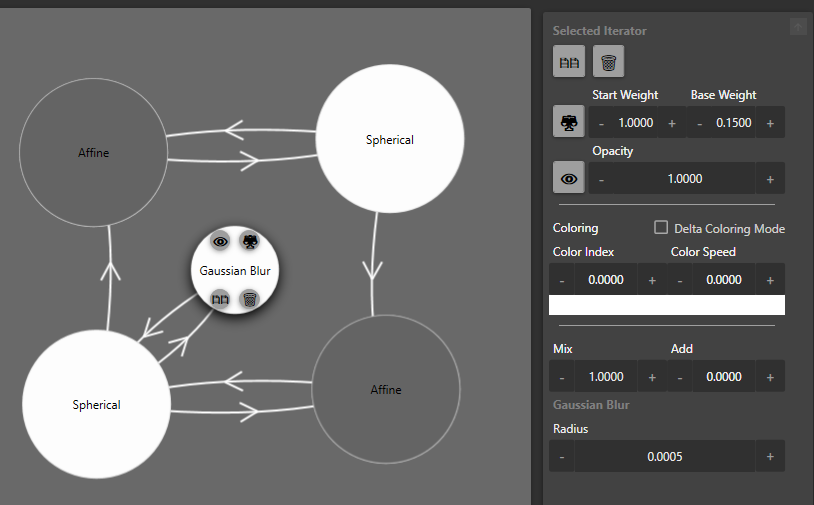 Selected Iterator
Start Weight Base Weight
- 1.0000 + - 0.1500 +
Opacity
- 1.0000 +
Coloring Delta Coloring Mode
Color Index Color Speed
- 0.0000 + - 0.0000 +
Mix Add
- 1.0000 + - 0.0000 +
Gaussian Blur
Radius
- 0.0005 +
Affine
Spherical
Gaussian Blur
Spherical
Affine